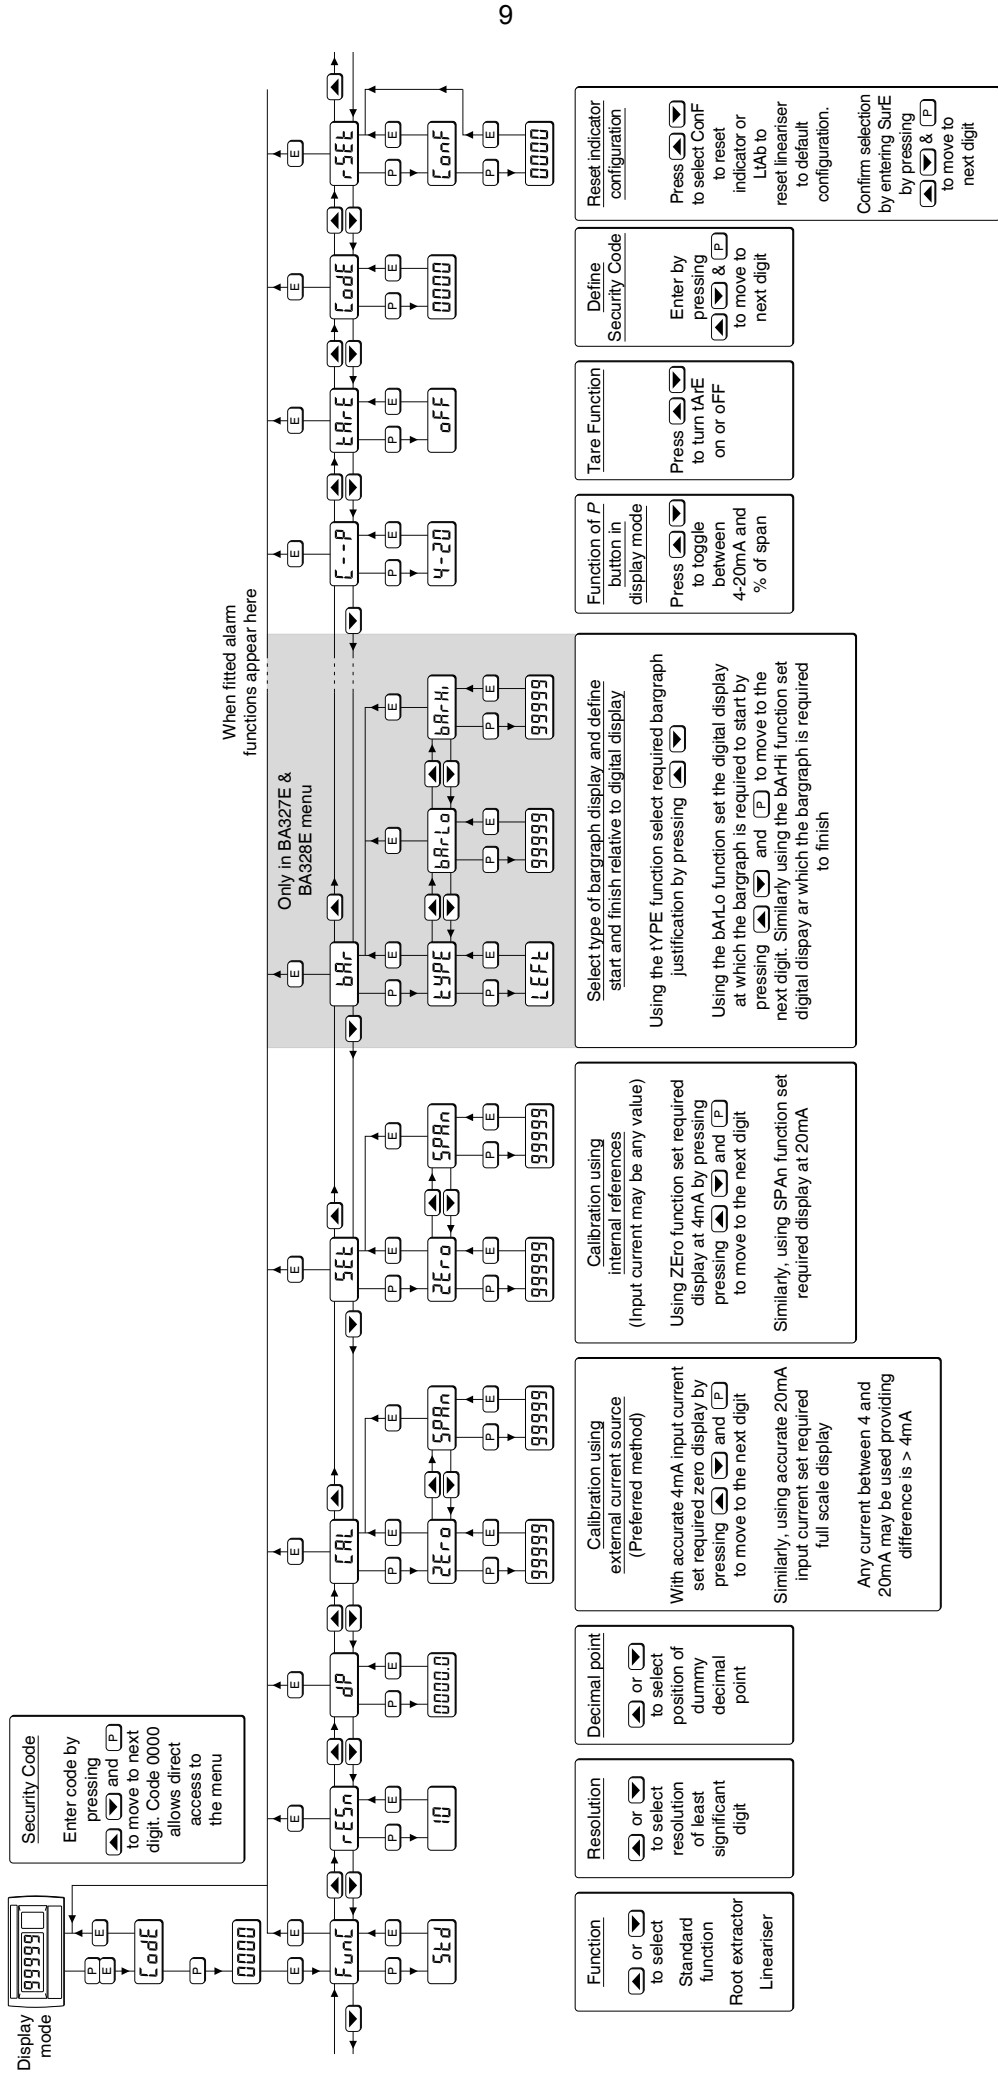 9
Display
mode
99999
P
E
E
CodE
P
0000
E
E
Security Code
Enter code by
pressing
and P
to move to next
digit. Code 0000
allows direct
access to
the menu
When fitted alarm
functions appear here
Only in BA327E &
BA328E menu
FunC
P
E
Std
E
rESn
P
E
10
E
dP
P
E
0000.0
E
CAL
P
E
E
ZEro
SPAn
P
E
P
E
99999
99999
E
SEt
P
E
E
ZEro
SPAn
P
E
P
E
99999
99999
E
bAr
P
E
E
E
tYPE
bArLo
bArHi
P
E
P
E
P
E
LEFt
99999
99999
E
C--P
P
E
4-20
E
tArE
P
E
oFF
E
CodE
P
E
0000
E
rSEt
P
E
ConF
P
E
0000
Function
or
to select
Standard
function
Root extractor
Lineariser
Resolution
or
to select
resolution
of least
significant
digit
Decimal point
or
to select
position of
dummy
decimal
point
Calibration using
external current source
(Preferred method)
With accurate 4mA input current
set required zero display by
pressing and P
to move to the next digit
Similarly, using accurate 20mA
input current set required
full scale display
Any current between 4 and
20mA may be used providing
difference is > 4mA
Calibration using
internal references
(Input current may be any value)
Using ZEro function set required
display at 4mA by pressing
pressing and P
to move to the next digit
Similarly, using SPAn function set
required display at 20mA
Select type of bargraph display and define
start and finish relative to digital display
Using the tYPE function select required bargraph
justification by pressing
Using the bArLo function set the digital display
at which the bargraph is required to start by
pressing and P to move to the
next digit. Similarly using the bArHi function set
digital dispay ar which the bargraph is required
to finish
Function of P
button in
display mode
Press
to toggle
between
4-20mA and
% of span
Tare Function
Press
to turn tArE
on or oFF
Define
Security Code
Enter by
pressing
& P
to move to
next digit
Reset indicator
configuration
Press
to select ConF
to reset
indicator or
LtAb to
reset lineariser
to default
configuration.
Confirm selection
by entering SurE
by pressing
& P
to move to
next digit